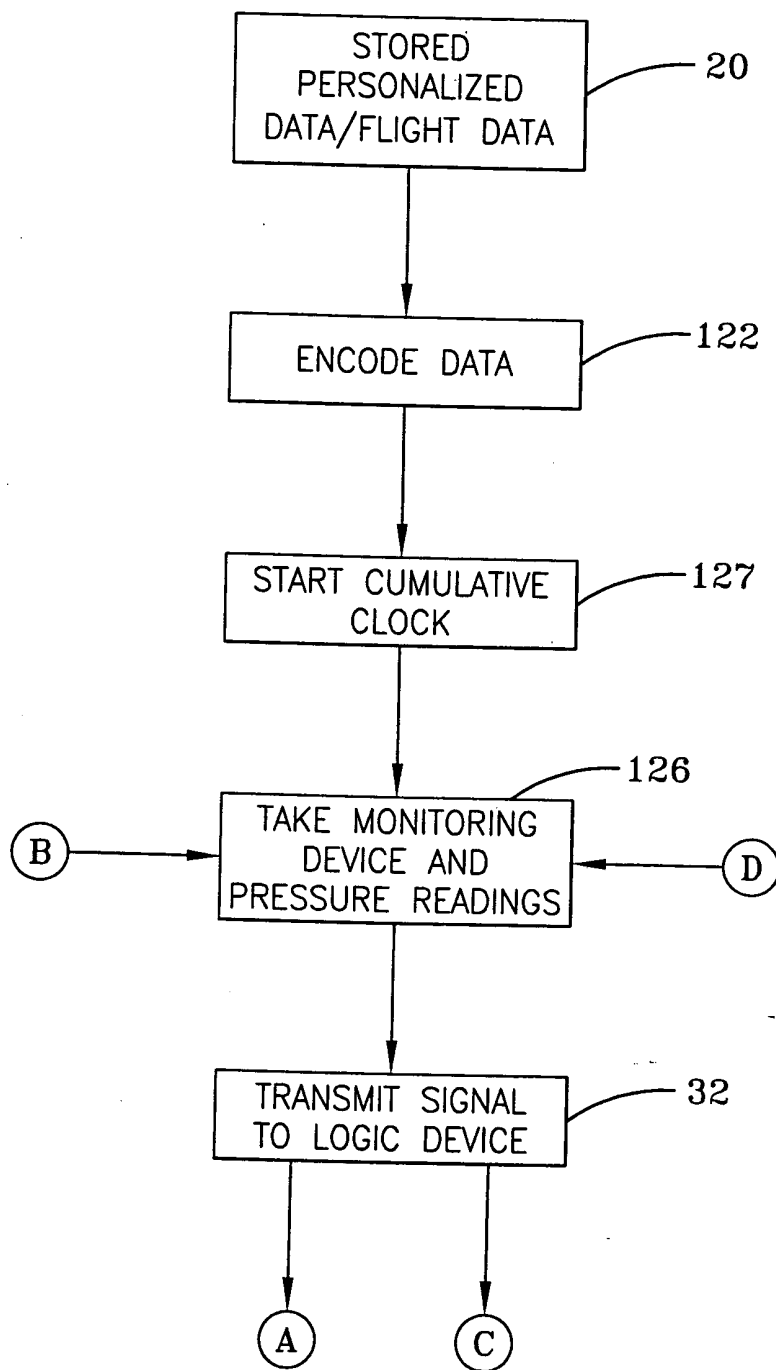 STORED
PERSONALIZED
DATA/FLIGHT DATA
20
ENCODE DATA
122
START CUMULATIVE
CLOCK
127
126
TAKE MONITORING
DEVICE AND
PRESSURE READINGS
B
D
TRANSMIT SIGNAL
TO LOGIC DEVICE
32
A
C